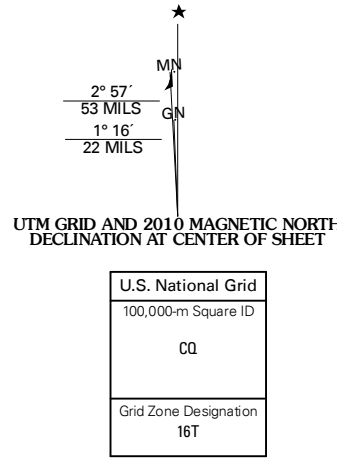 ★
MN
2° 57´
53 MILS
GN
1° 16´
22 MILS
UTM GRID AND 2010 MAGNETIC NORTH
DECLINATION AT CENTER OF SHEET
U.S. National Grid
100,000-m Square ID
CQ
Grid Zone Designation
16T